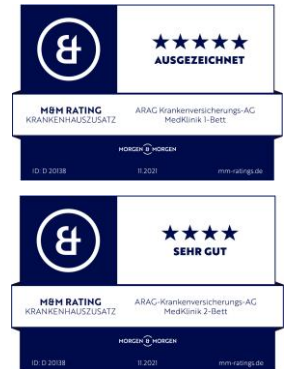 AUSGEZEICHNET
M&M RATING
KRANKENHAUSZUSATZ
ARAG Krankenversicherungs-AG
MedKlinik 1-Bett
MORGEN & MORGEN
ID: D 20138 11.2021 mm-ratings.de
SEHR GUT
M&M RATING
KRANKENHAUSZUSATZ
ARAG-Krankenversicherungs-AG
MedKlinik 2-Bett
MORGEN & MORGEN
ID: D 20138 11.2021 mm-ratings.de